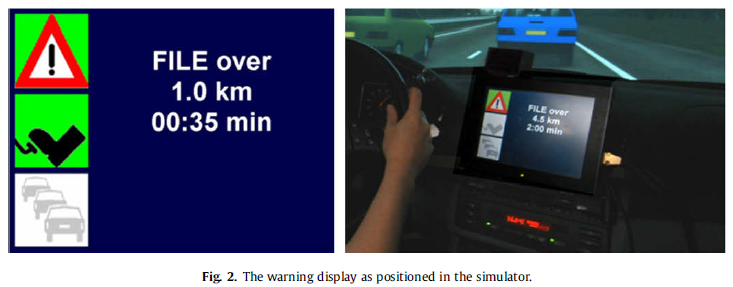 FILE over
1.0 km
00:35 min
FILE over
4.5 km
2:00 min
Fig. 2. The warning display as positioned in the simulator.